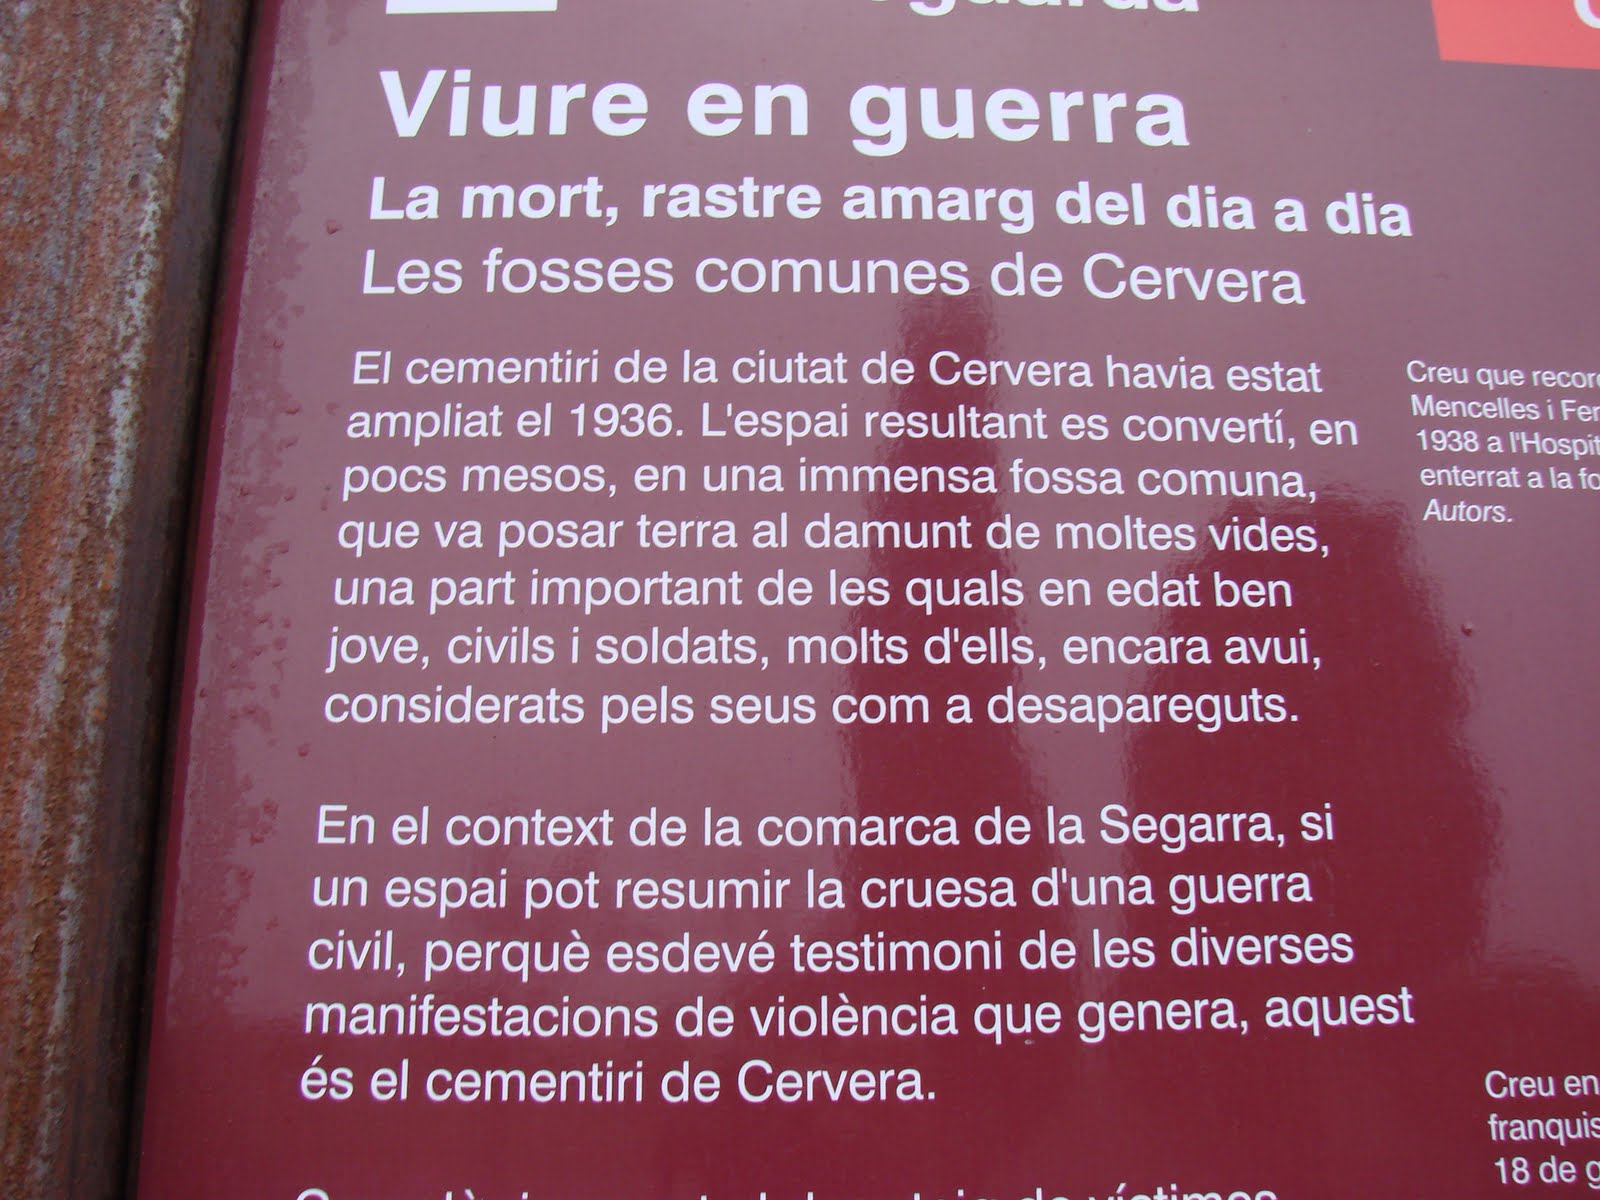 Viure en guerra
La mort, rastre amarg del dia a dia
Les fosses comunes de Cervera
El cementiri de la ciutat de Cervera havia estat
ampliat el 1936. L'espai resultant es convertí, en
pocs mesos, en una immensa fossa comuna,
que va posar terra al damunt de moltes vides,
una part important de les quals en edat ben
jove, civils i soldats, molts d'ells, encara avui,
considerats pels seus com a desapareguts.
En el context de la comarca de la Segarra, si
un espai pot resumir la cruesa d'una guerra
civil, perquè esdevé testimoni de les diverses
manifestacions de violència que genera, aquest
és el cementiri de Cervera.
de víctimes
Creu que
Mencelles i
1938 a
enterrat a la
Autors.
Creu en
18 de